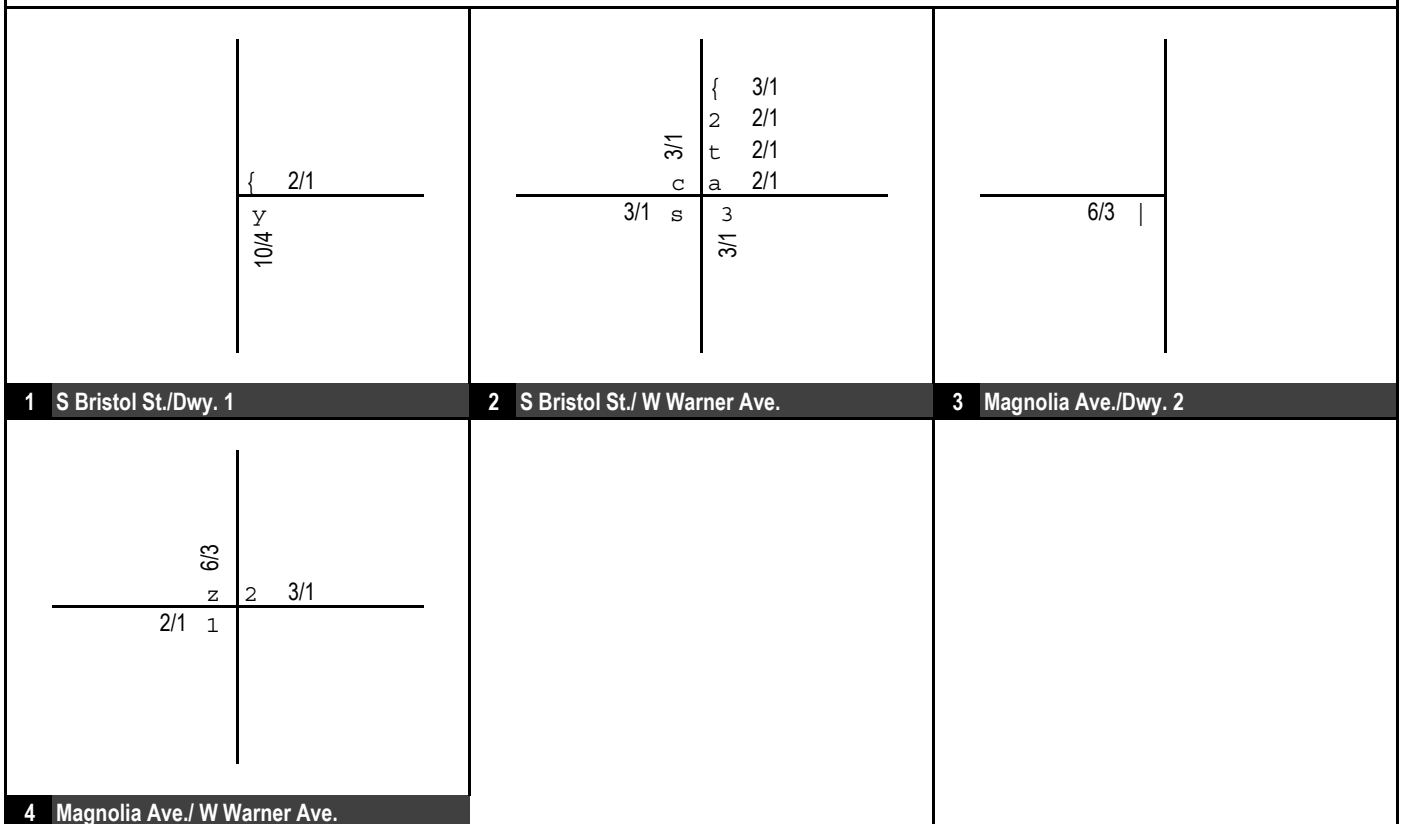 { 2/1
y
10/4
1 S Bristol St./Dwy. 1
{ 3/1
2 2/1
t 2/1
a 2/1
3/1
c
3/1 s
3
3/1
2 S Bristol St./ W Warner Ave.
6/3 |
3 Magnolia Ave./Dwy. 2
6/3
z
2 3/1
2/1 1
4 Magnolia Ave./ W Warner Ave.